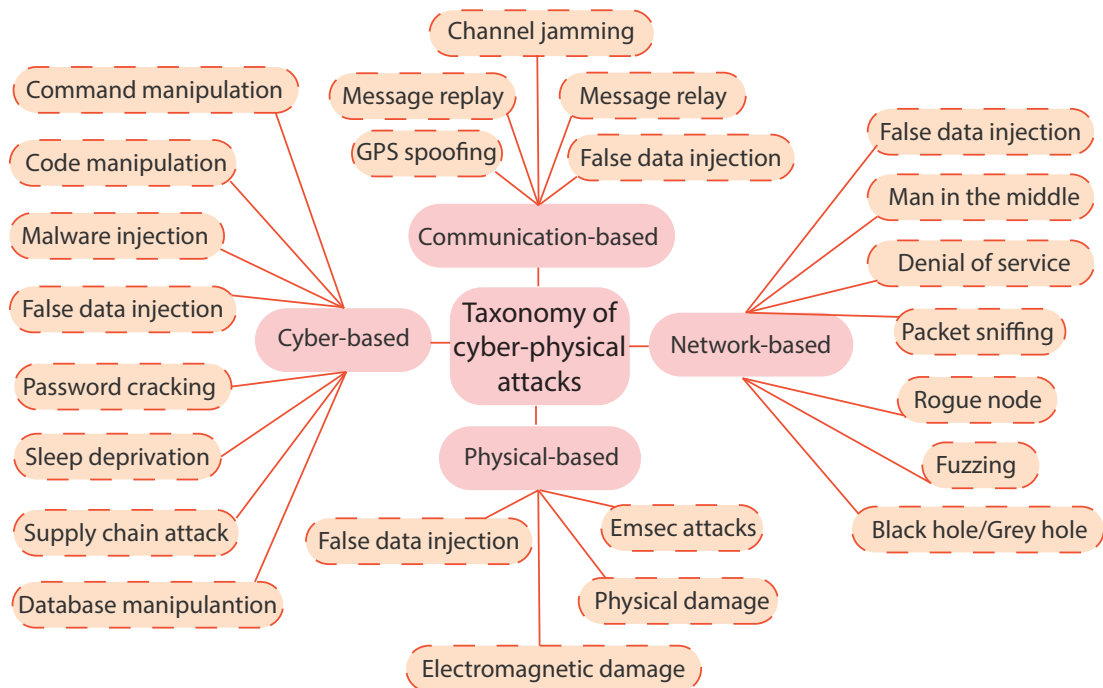 Channel jamming
Command manipulation
Message replay
Message relay
False data injection
Code manipulation
GPS spoofing
False data injection
Man in the middle
Malware injection
Communication-based
Denial of service
False data injection
Cyber-based
Taxonomy of
cyber-physical
attacks
Network-based
Packet sniffing
Password cracking
Rogue node
Sleep deprivation
Physical-based
Fuzzing
Supply chain attack
False data injection
Emsec attacks
Black hole/Grey hole
Database manipulantion
Physical damage
Electromagnetic damage